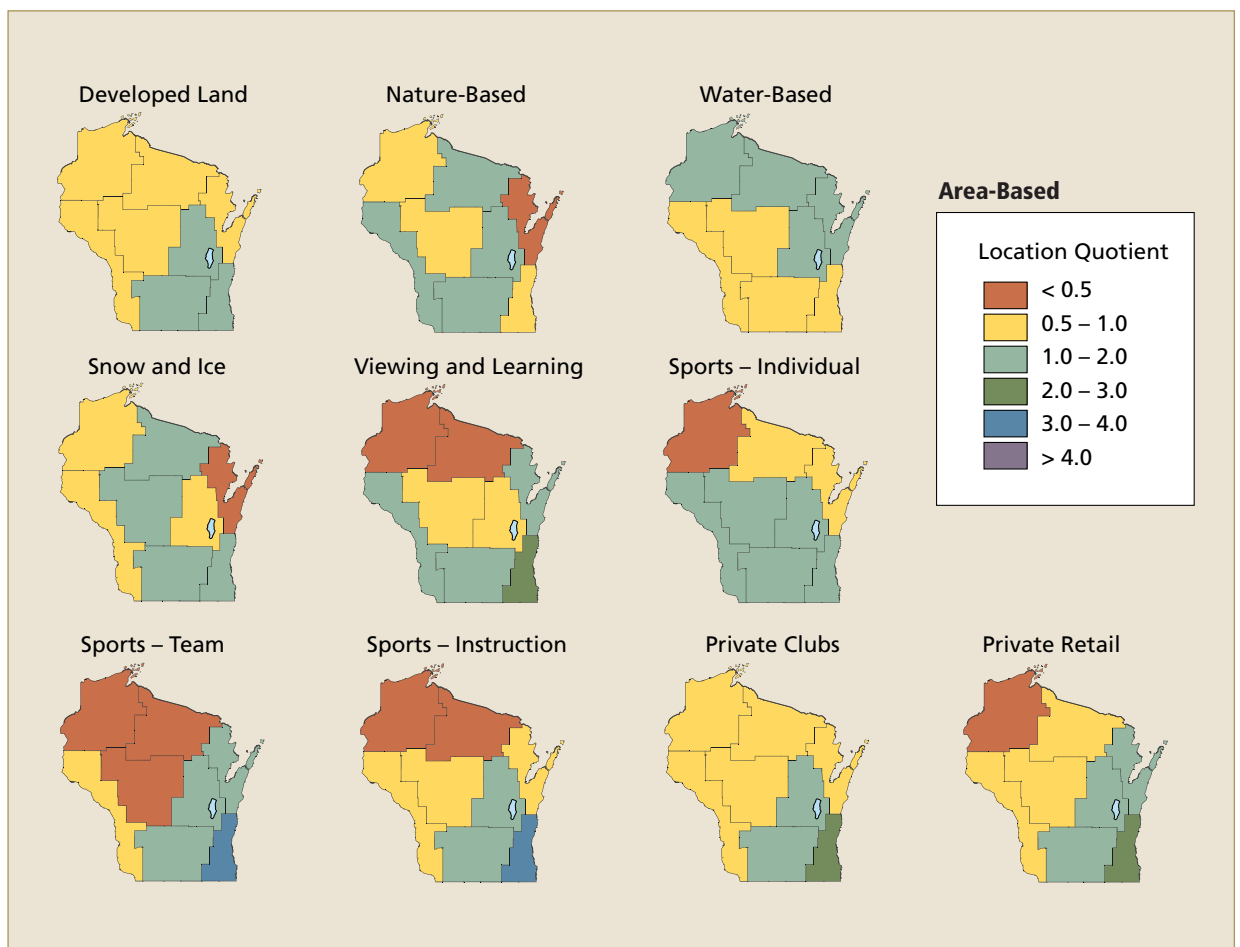 Developed Land
Nature-Based
Water-Based
Area-Based
Location Quotient
< 0.5
0.5 – 1.0
1.0 – 2.0
2.0 – 3.0
3.0 – 4.0
> 4.0
Snow and Ice
Viewing and Learning
Sports – Individual
Sports – Team
Sports – Instruction
Private Clubs
Private Retail